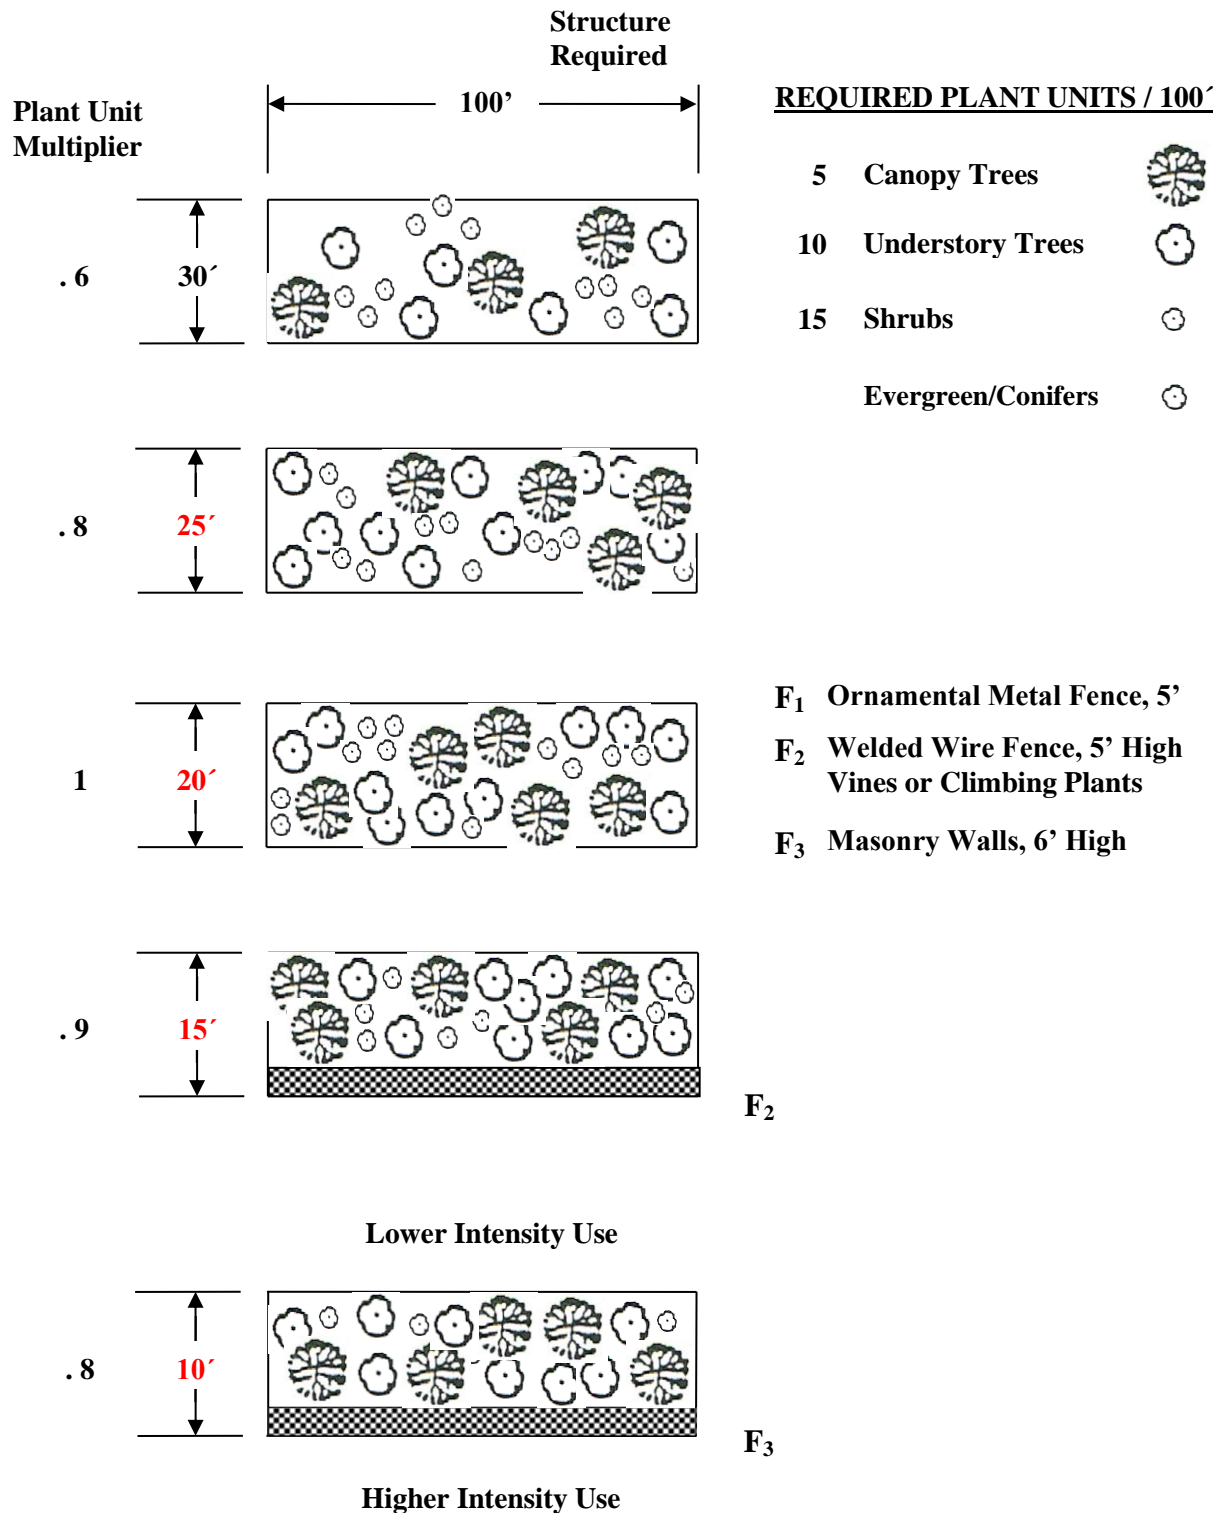 Structure
Required
Plant Unit
Multiplier
100’
REQUIRED PLANT UNITS / 100´
5 Canopy Trees
10 Understory Trees
15 Shrubs
Evergreen/Conifers
. 6 30´
. 8 25´
1 20´
F1 Ornamental Metal Fence, 5’
F2 Welded Wire Fence, 5’ High
Vines or Climbing Plants
F3 Masonry Walls, 6’ High
. 9 15´
F2
Lower Intensity Use
. 8 10´
F3
Higher Intensity Use